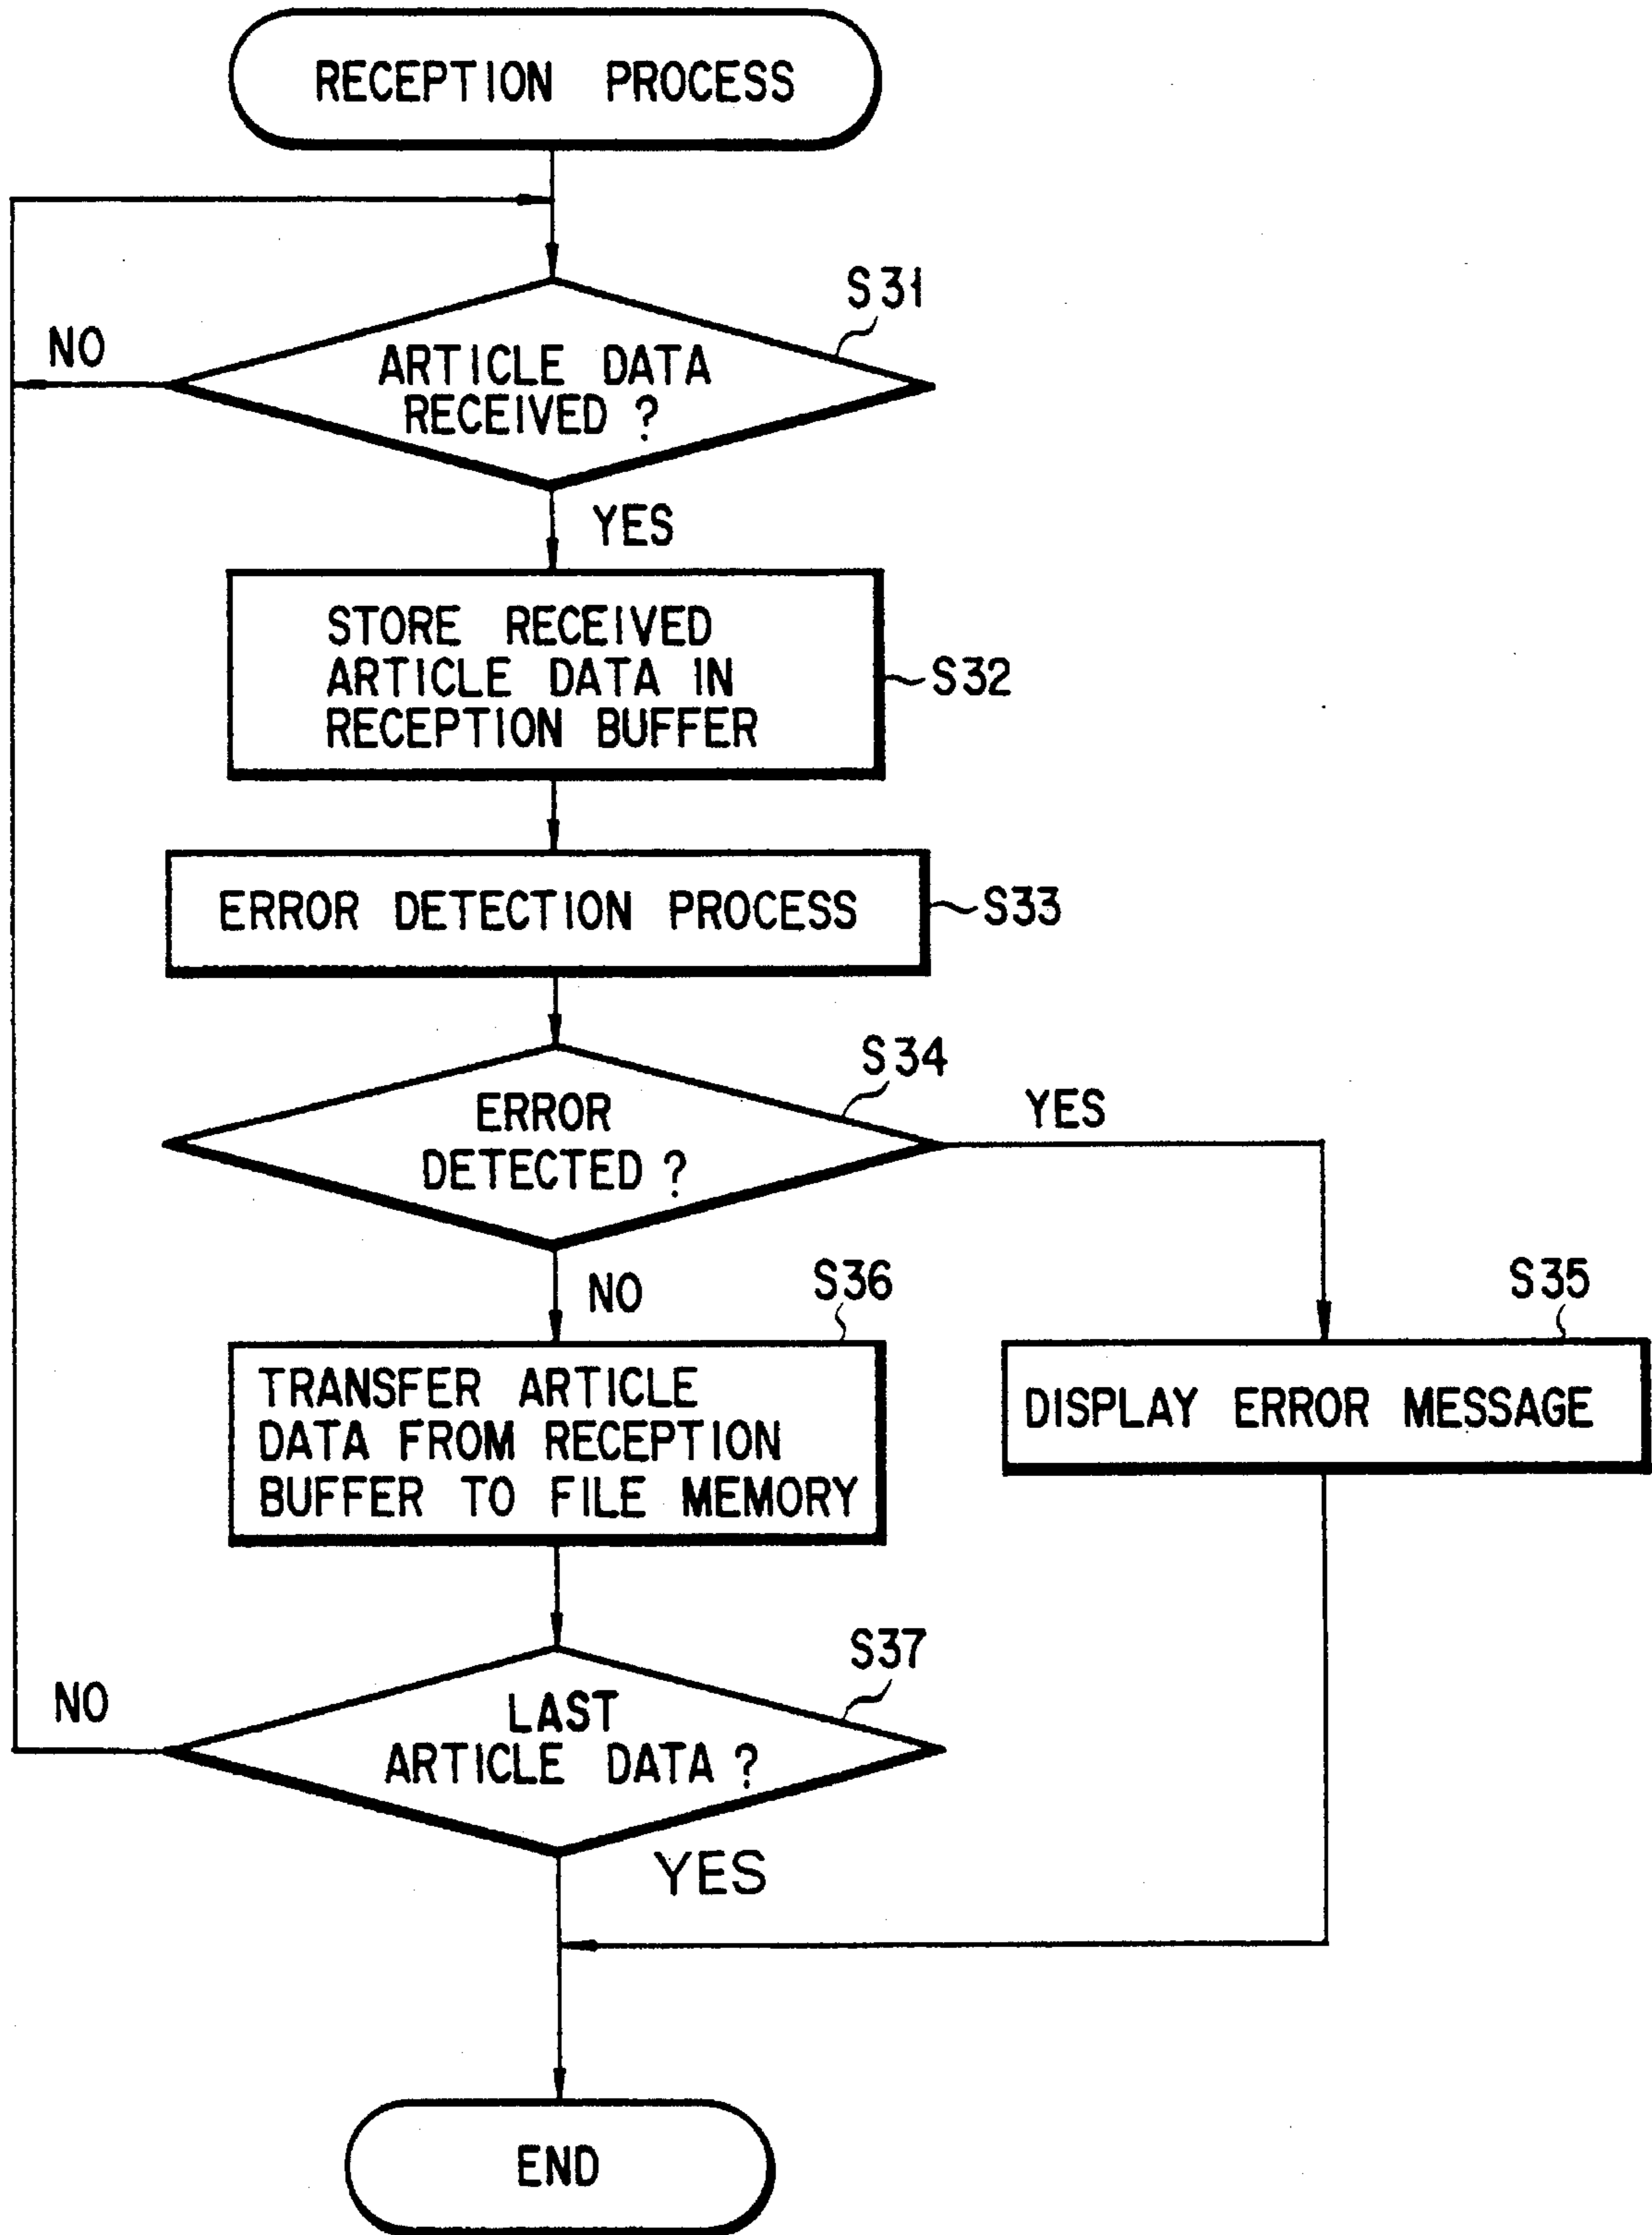 RECEPTION PROCESS
S31
NO
ARTICLE DATA
RECEIVED ?
YES
STORE RECEIVED
ARTICLE DATA IN
RECEPTION BUFFER
S32
ERROR DETECTION PROCESS
S33
S34
YES
ERROR
DETECTED ?
NO
S36
S35
TRANSFER ARTICLE
DATA FROM RECEPTION
BUFFER TO FILE MEMORY
DISPLAY ERROR MESSAGE
S37
NO
LAST
ARTICLE DATA ?
YES
END